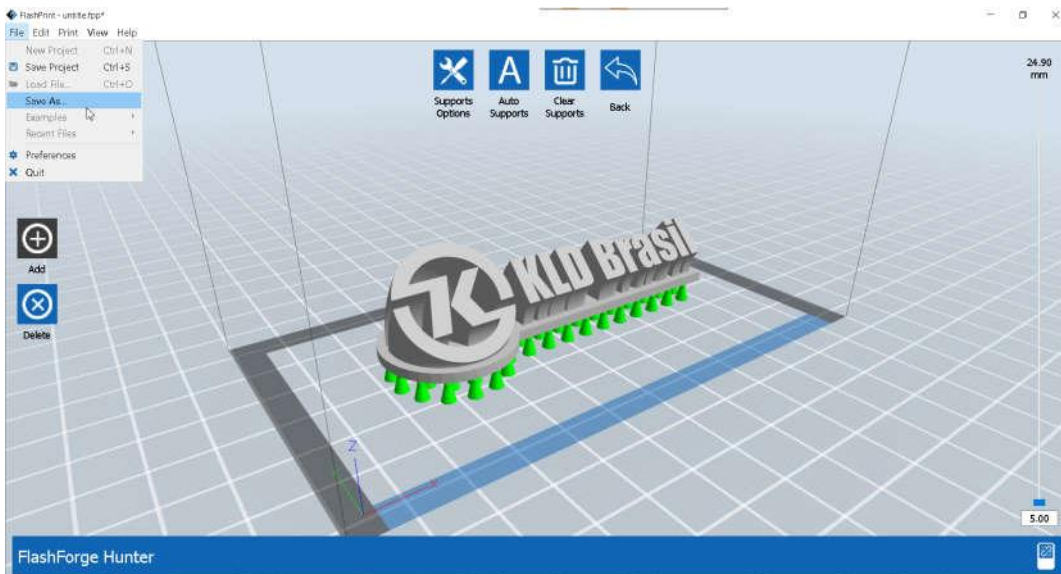 FlashPrint - untitle.fpp*
File Edit Print View Help
New Project Ctrl+N
Save Project Ctrl+S
Load File... Ctrl+O
Save As...
Examples
Recent Files
Preferences
Quit
Supports Options
Auto Supports
Clear Supports
Back
24.90
mm
Add
Delete
K KLD Brasil
Z
X
5.00
FlashForge Hunter